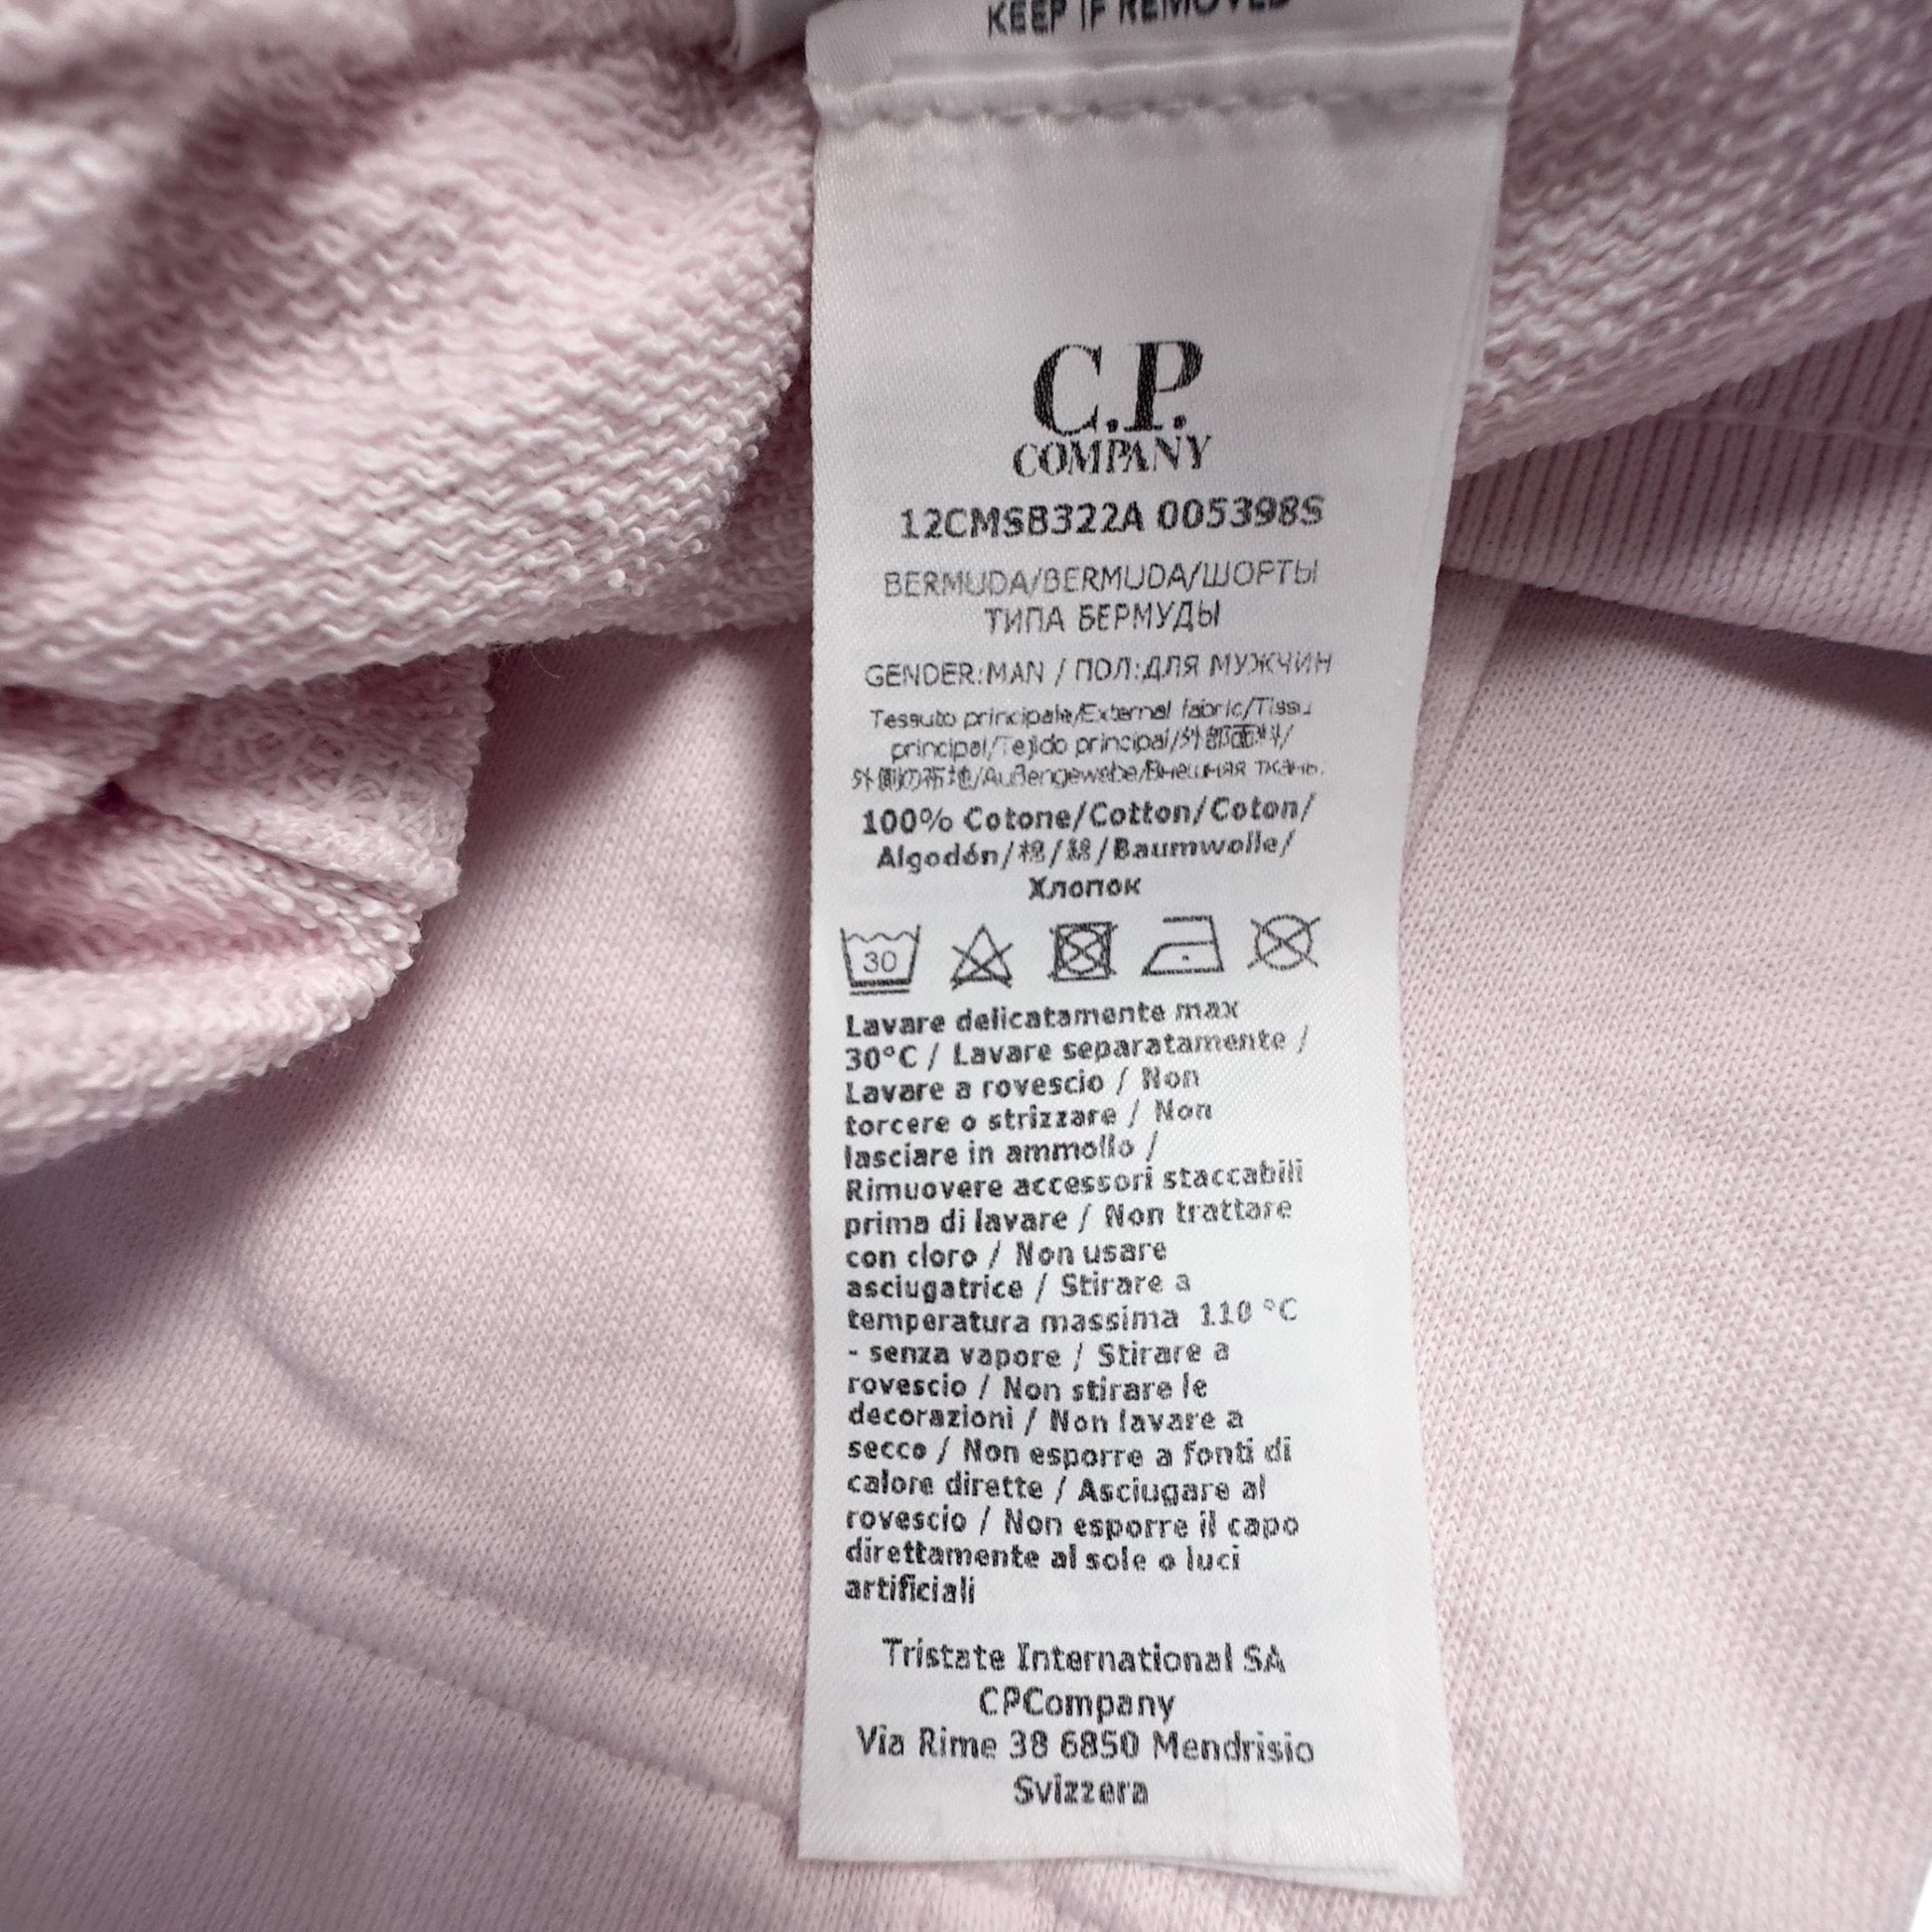 KEEP IF REMOVED
C.P.
COMPANY
12CMSB322A 005398S
BERMUDA/BERMUDA/ШОРТЫ
ТИПА БЕРМУДЫ
GENDER:MAN / ПОЛ:ДЛЯ МУЖЧИН
Tessuto principale/External fabric/Tissu
principal/Tejido principal/外部面料/
外側の布地/Außengewebe/Внешняя ткань.
100% Cotone/Cotton/Coton/
Algodón/棉/綿/Baumwolle/
Хлопок
30
Lavare delicatamente max
30°C / Lavare separatamente /
Lavare a rovescio / Non
torcere o strizzare / Non
lasciare in ammollo /
Rimuovere accessori staccabili
prima di lavare / Non trattare
con cloro / Non usare
asciugatrice / Stirare a
temperatura massima 110 °C
- senza vapore / Stirare a
rovescio / Non stirare le
decorazioni / Non lavare a
secco / Non esporre a fonti di
calore dirette / Asciugare al
rovescio / Non esporre il capo
direttamente al sole o luci
artificiali
Tristate International SA
CPCompany
Via Rime 38 6850 Mendrisio
Svizzera